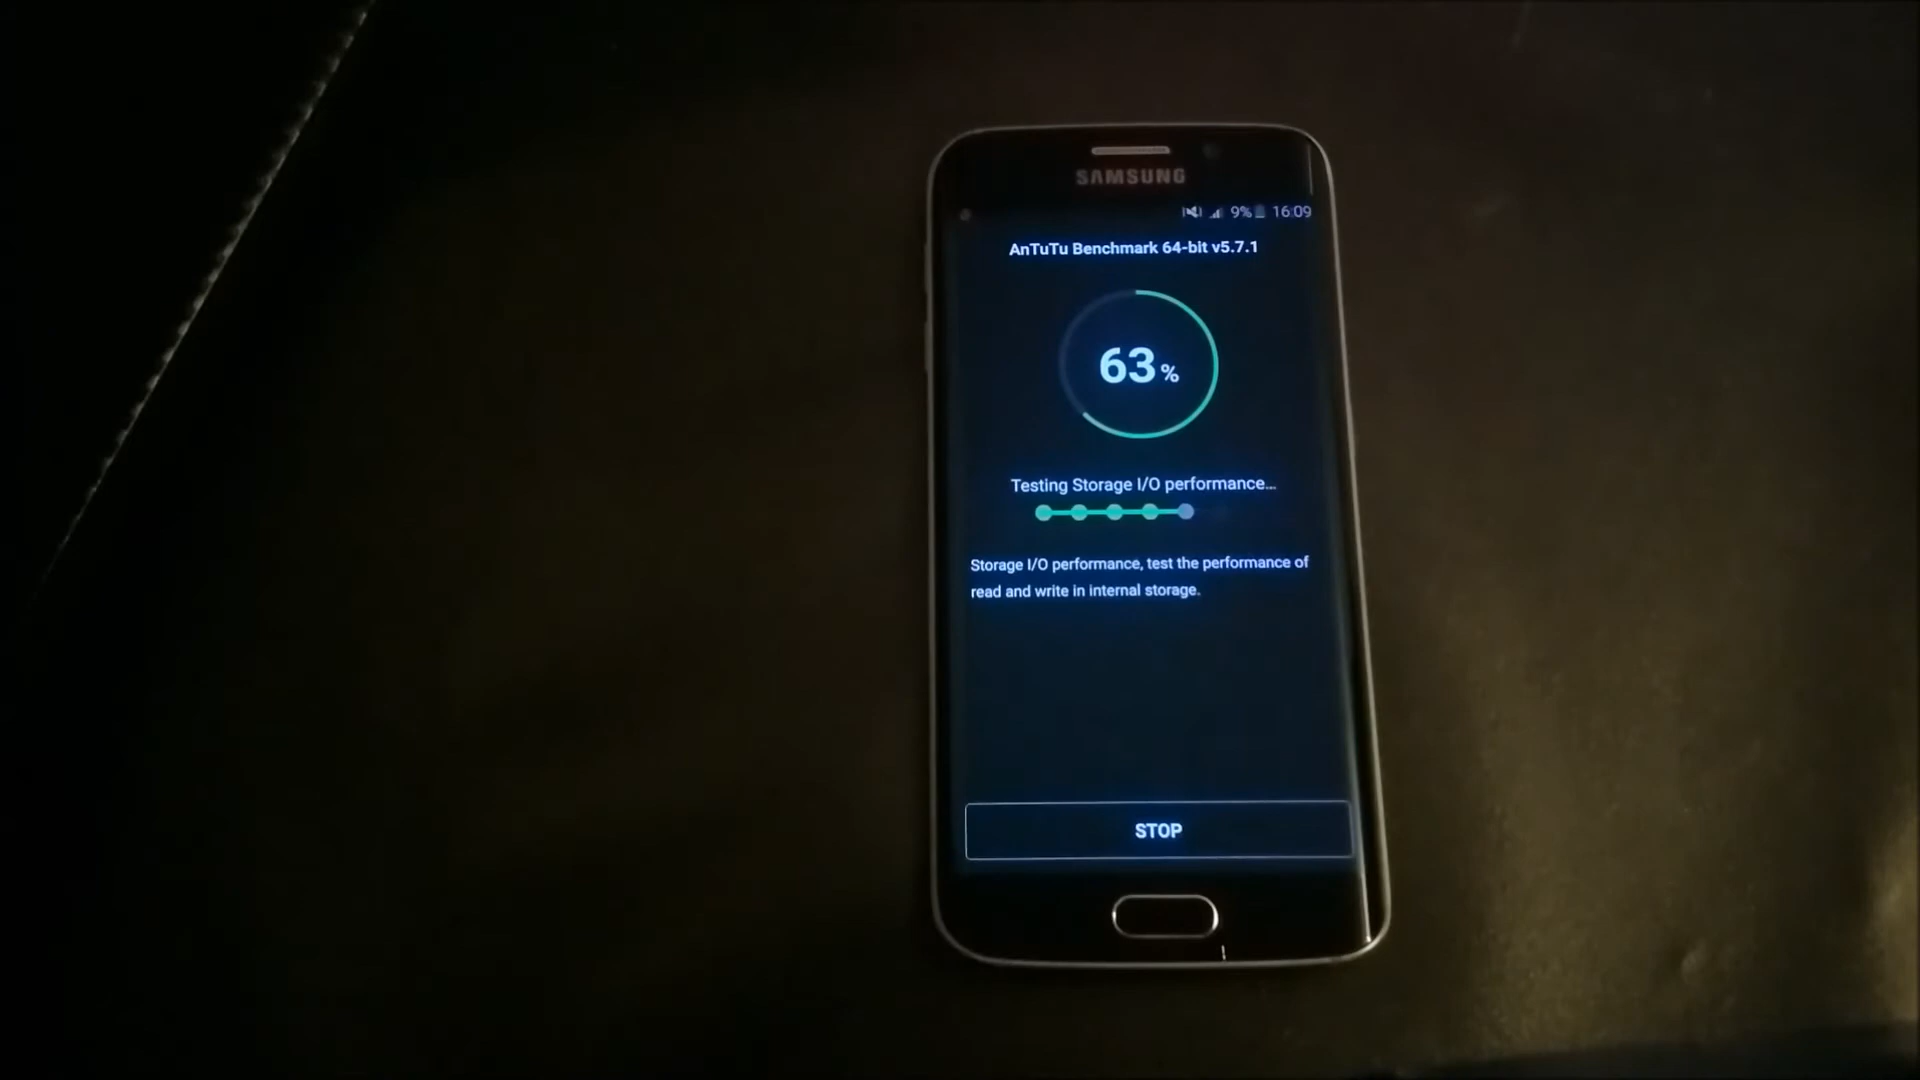 SAMSUNG
9% 16:09
AnTuTu Benchmark 64-bit v5.7.1
63%
Testing Storage I/O performance...
Storage I/O performance, test the performance of
read and write in internal storage.
STOP